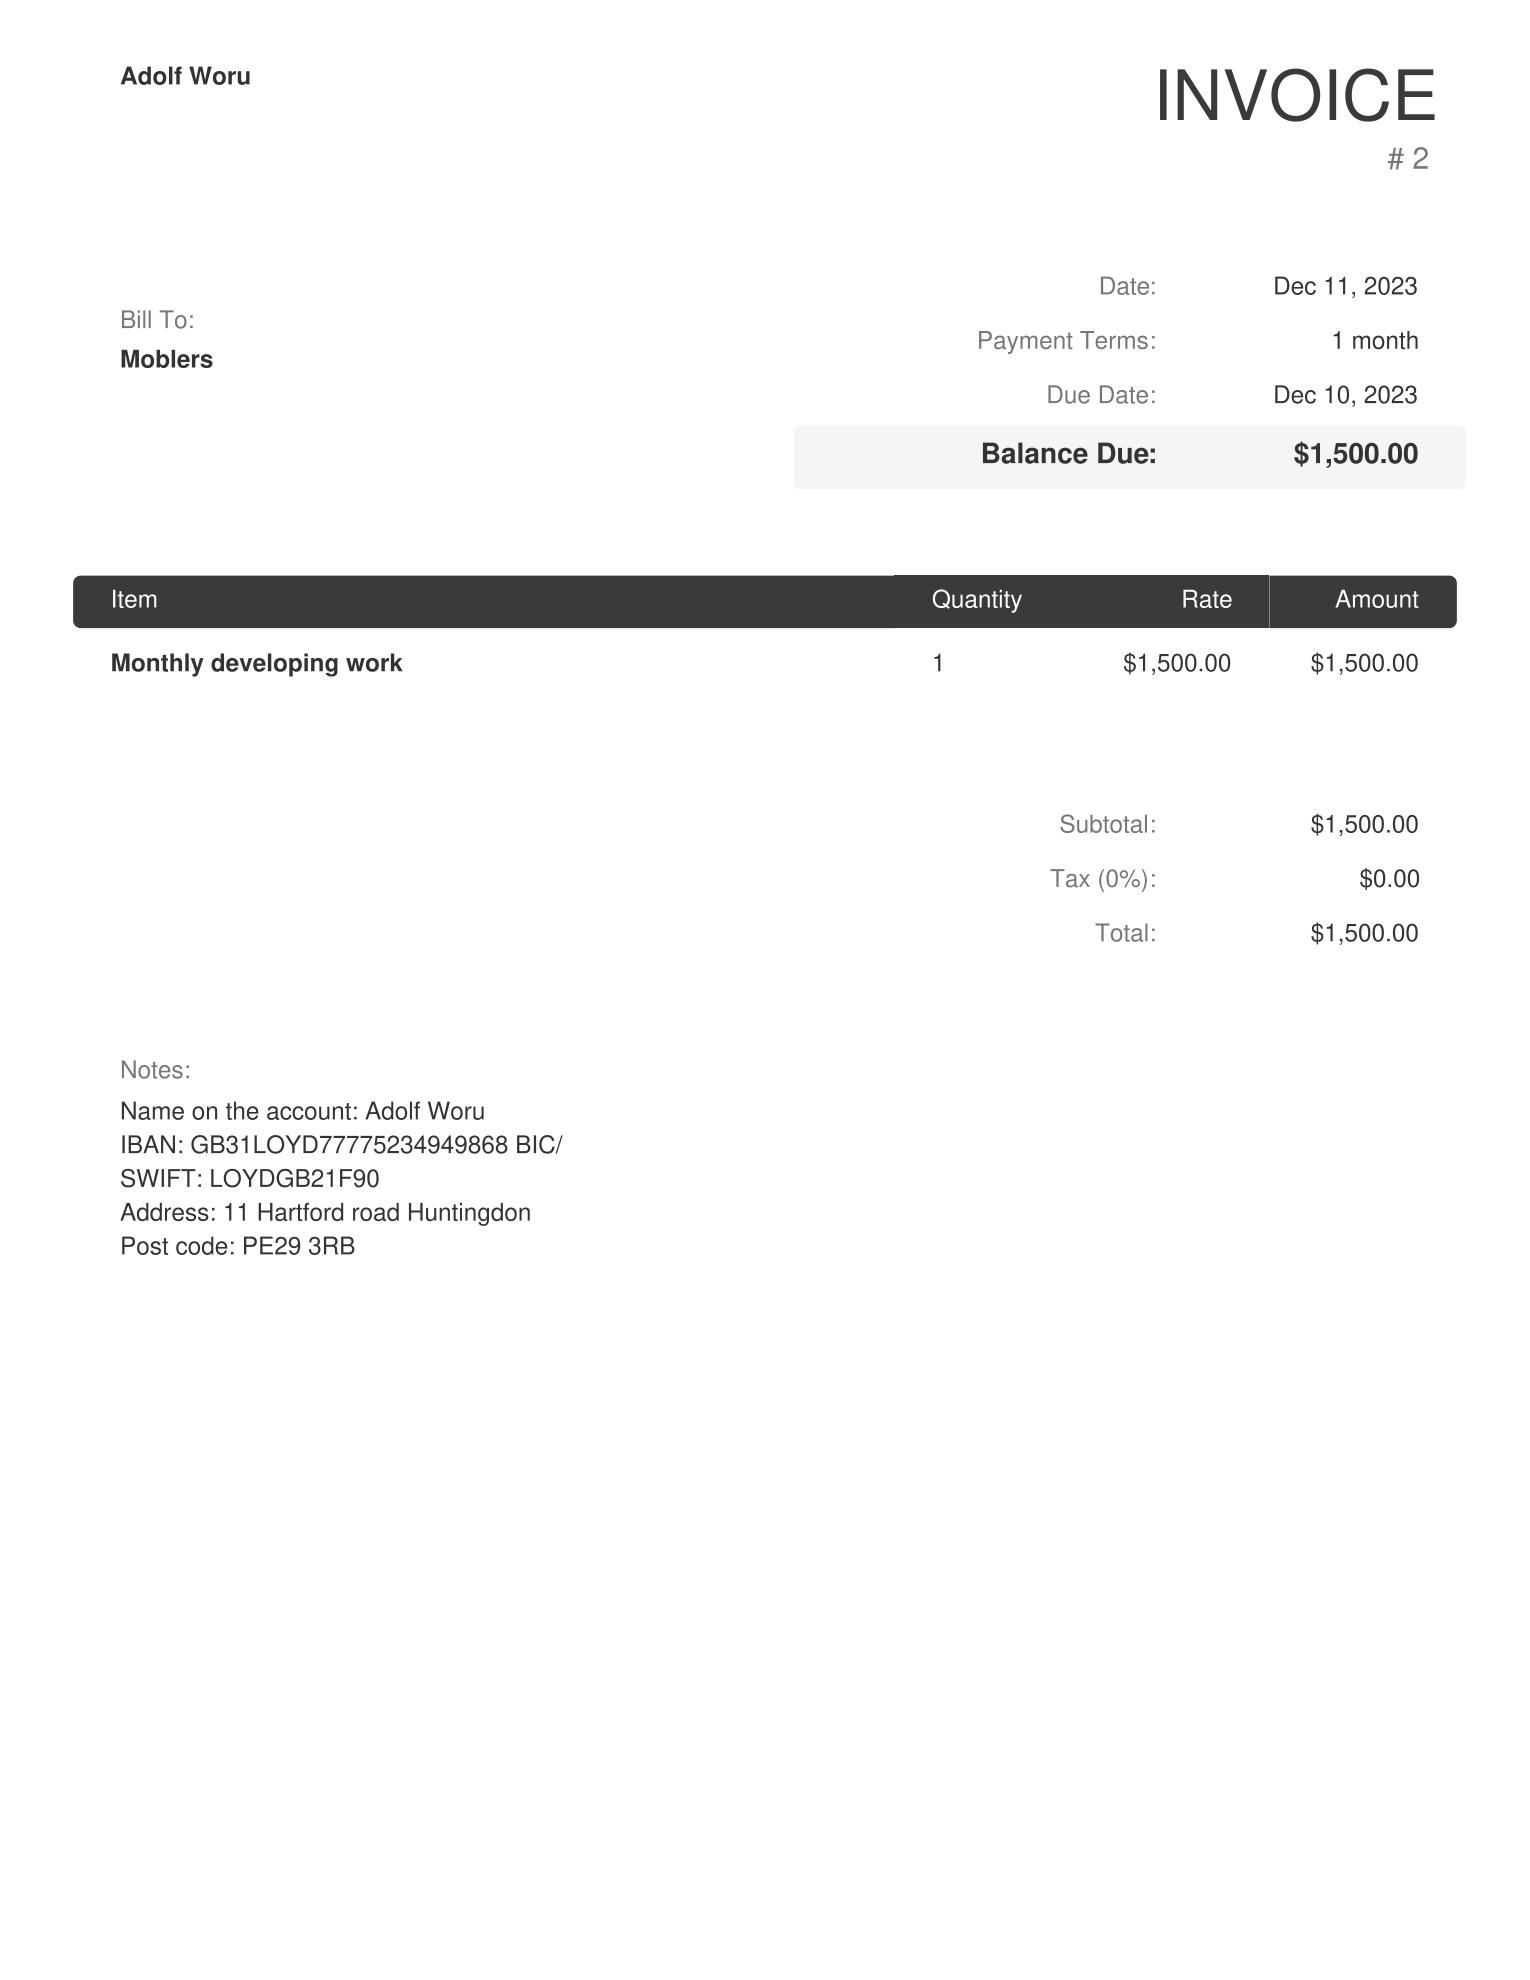 Adolf Woru
INVOICE
# 2
Bill To:
Moblers
Date: Dec 11, 2023
Payment Terms: 1 month
Due Date: Dec 10, 2023
Balance Due: $1,500.00
Item Quantity Rate Amount
Monthly developing work 1 $1,500.00 $1,500.00
Subtotal: $1,500.00
Tax (0%): $0.00
Total: $1,500.00
Notes:
Name on the account: Adolf Woru
IBAN: GB31LOYD77775234949868 BIC/
SWIFT: LOYDGB21F90
Address: 11 Hartford road Huntingdon
Post code: PE29 3RB